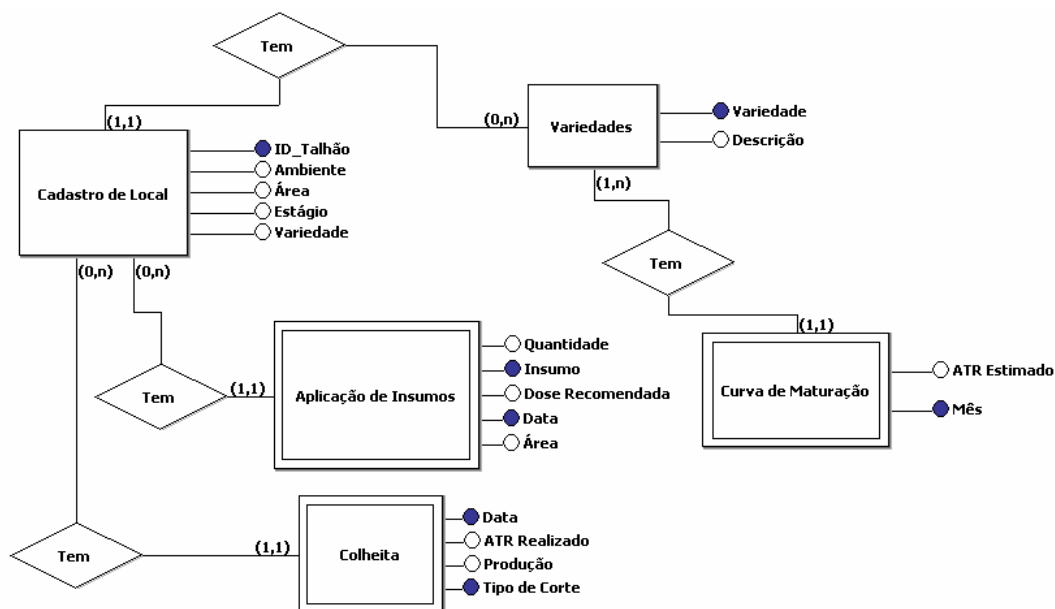 Tem
(1,1)
(0,n)
Variedades
Variedade
Descrição
Cadastro de Local
ID_Talhão
Ambiente
Área
Estágio
Variedade
(1,n)
Tem
(0,n)
(0,n)
(1,1)
Curva de Maturação
ATR Estimado
Mês
Tem
(1,1)
Aplicação de Insumos
Quantidade
Insumo
Dose Recomendada
Data
Área
Tem
(1,1)
Colheita
Data
ATR Realizado
Produção
Tipo de Corte